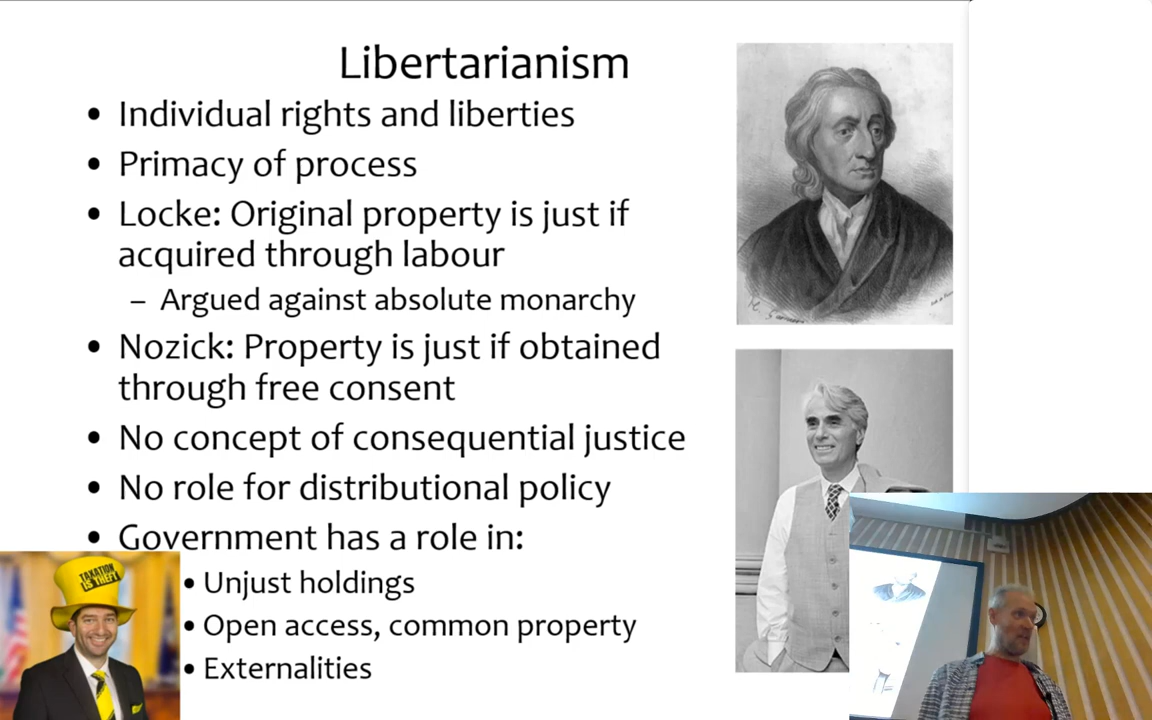 Libertarianism
• Individual rights and liberties
• Primacy of process
• Locke: Original property is just if
acquired through labour
– Argued against absolute monarchy
• Nozick: Property is just if obtained
through free consent
• No concept of consequential justice
• No role for distributional policy
• Government has a role in:
• Unjust holdings
• Open access, common property
• Externalities
TAXATION
IS THEFT